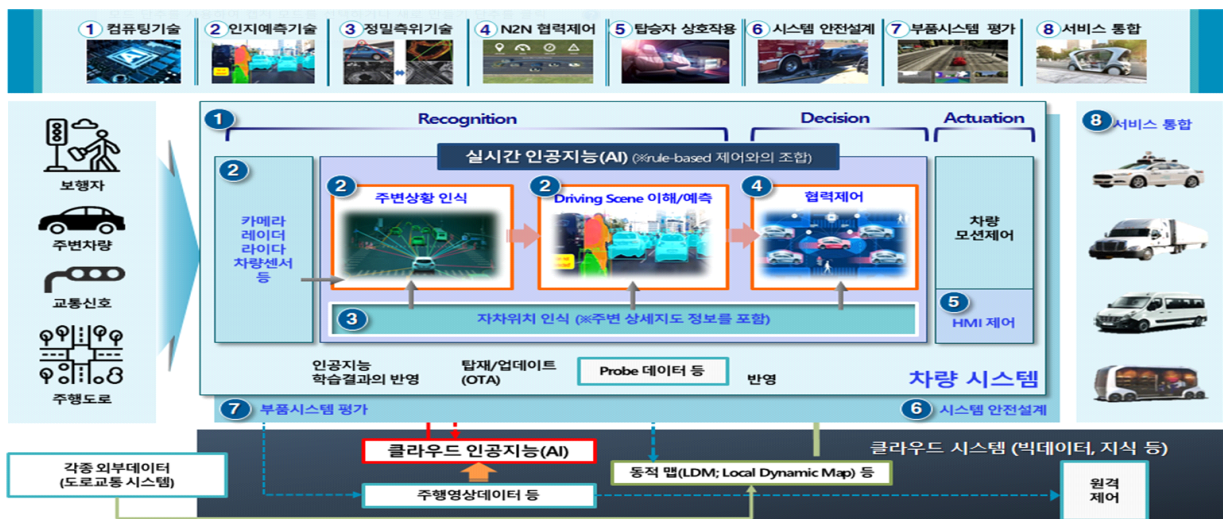 1 컴퓨팅기술
2 인지예측기술
3 정밀측위기술
4 N2N 협력제어
5 탑승자 상호작용
6 시스템 안전설계
7 부품시스템 평가
8 서비스 통합
보행자
주변차량
교통신호
주행도로
1
Recognition
Decision
Actuation
실시간 인공지능(AI) (※rule-based 제어와의 조합)
2
카메라
레이더
라이다
차량센서
등
2
주변상황 인식
2
Driving Scene 이해/예측
4
협력제어
차량
모션제어
3
자차위치 인식 (※주변 상세지도 정보를 포함)
5
HMI 제어
인공지능
학습결과의 반영
탑재/업데이트
(OTA)
Probe 데이터 등
반영
차량 시스템
7 부품시스템 평가
6 시스템 안전설계
8 서비스 통합
각종 외부데이터
(도로교통 시스템)
클라우드 인공지능(AI)
주행영상데이터 등
동적 맵(LDM; Local Dynamic Map) 등
클라우드 시스템 (빅데이터, 지식 등)
원격
제어